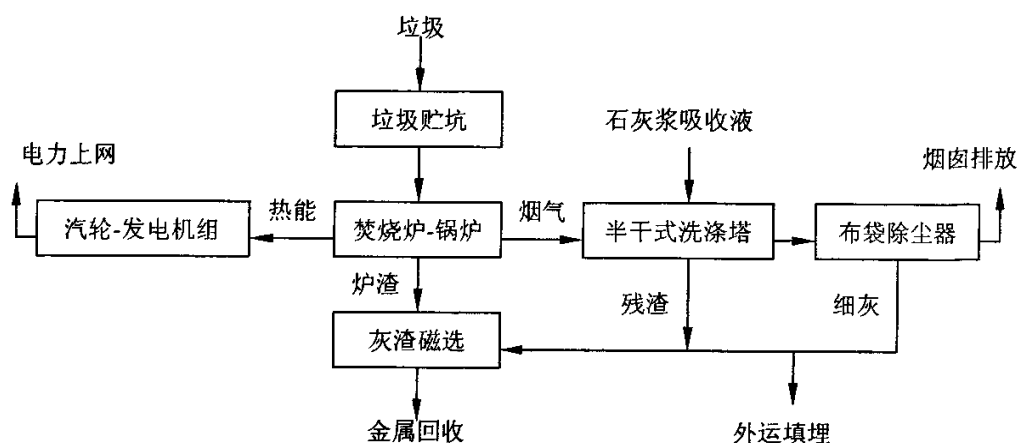 垃圾
垃圾贮坑
石灰浆吸收液
电力上网
烟囱排放
汽轮-发电机组
热能
焚烧炉-锅炉
烟气
半干式洗涤塔
布袋除尘器
炉渣
残渣
细灰
灰渣磁选
金属回收
外运填埋